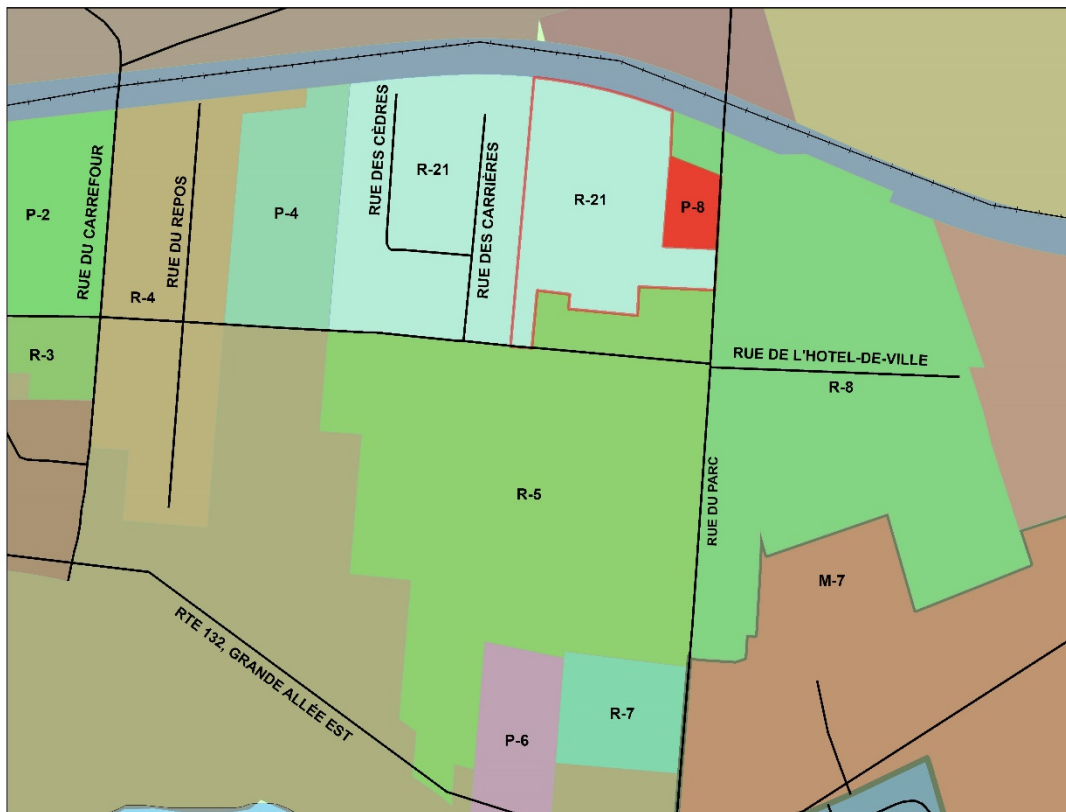 RUE DES CÈDRES
R-21
R-21
P-8
P-2
RUE DU CARREFOUR
RUE DU REPOS
P-4
RUE DES CARRIÈRES
R-4
R-3
RUE DE L'HOTEL-DE-VILLE
R-8
R-5
RUE DU PARC
M-7
RTE 132, GRANDE ALLÉE EST
R-7
P-6